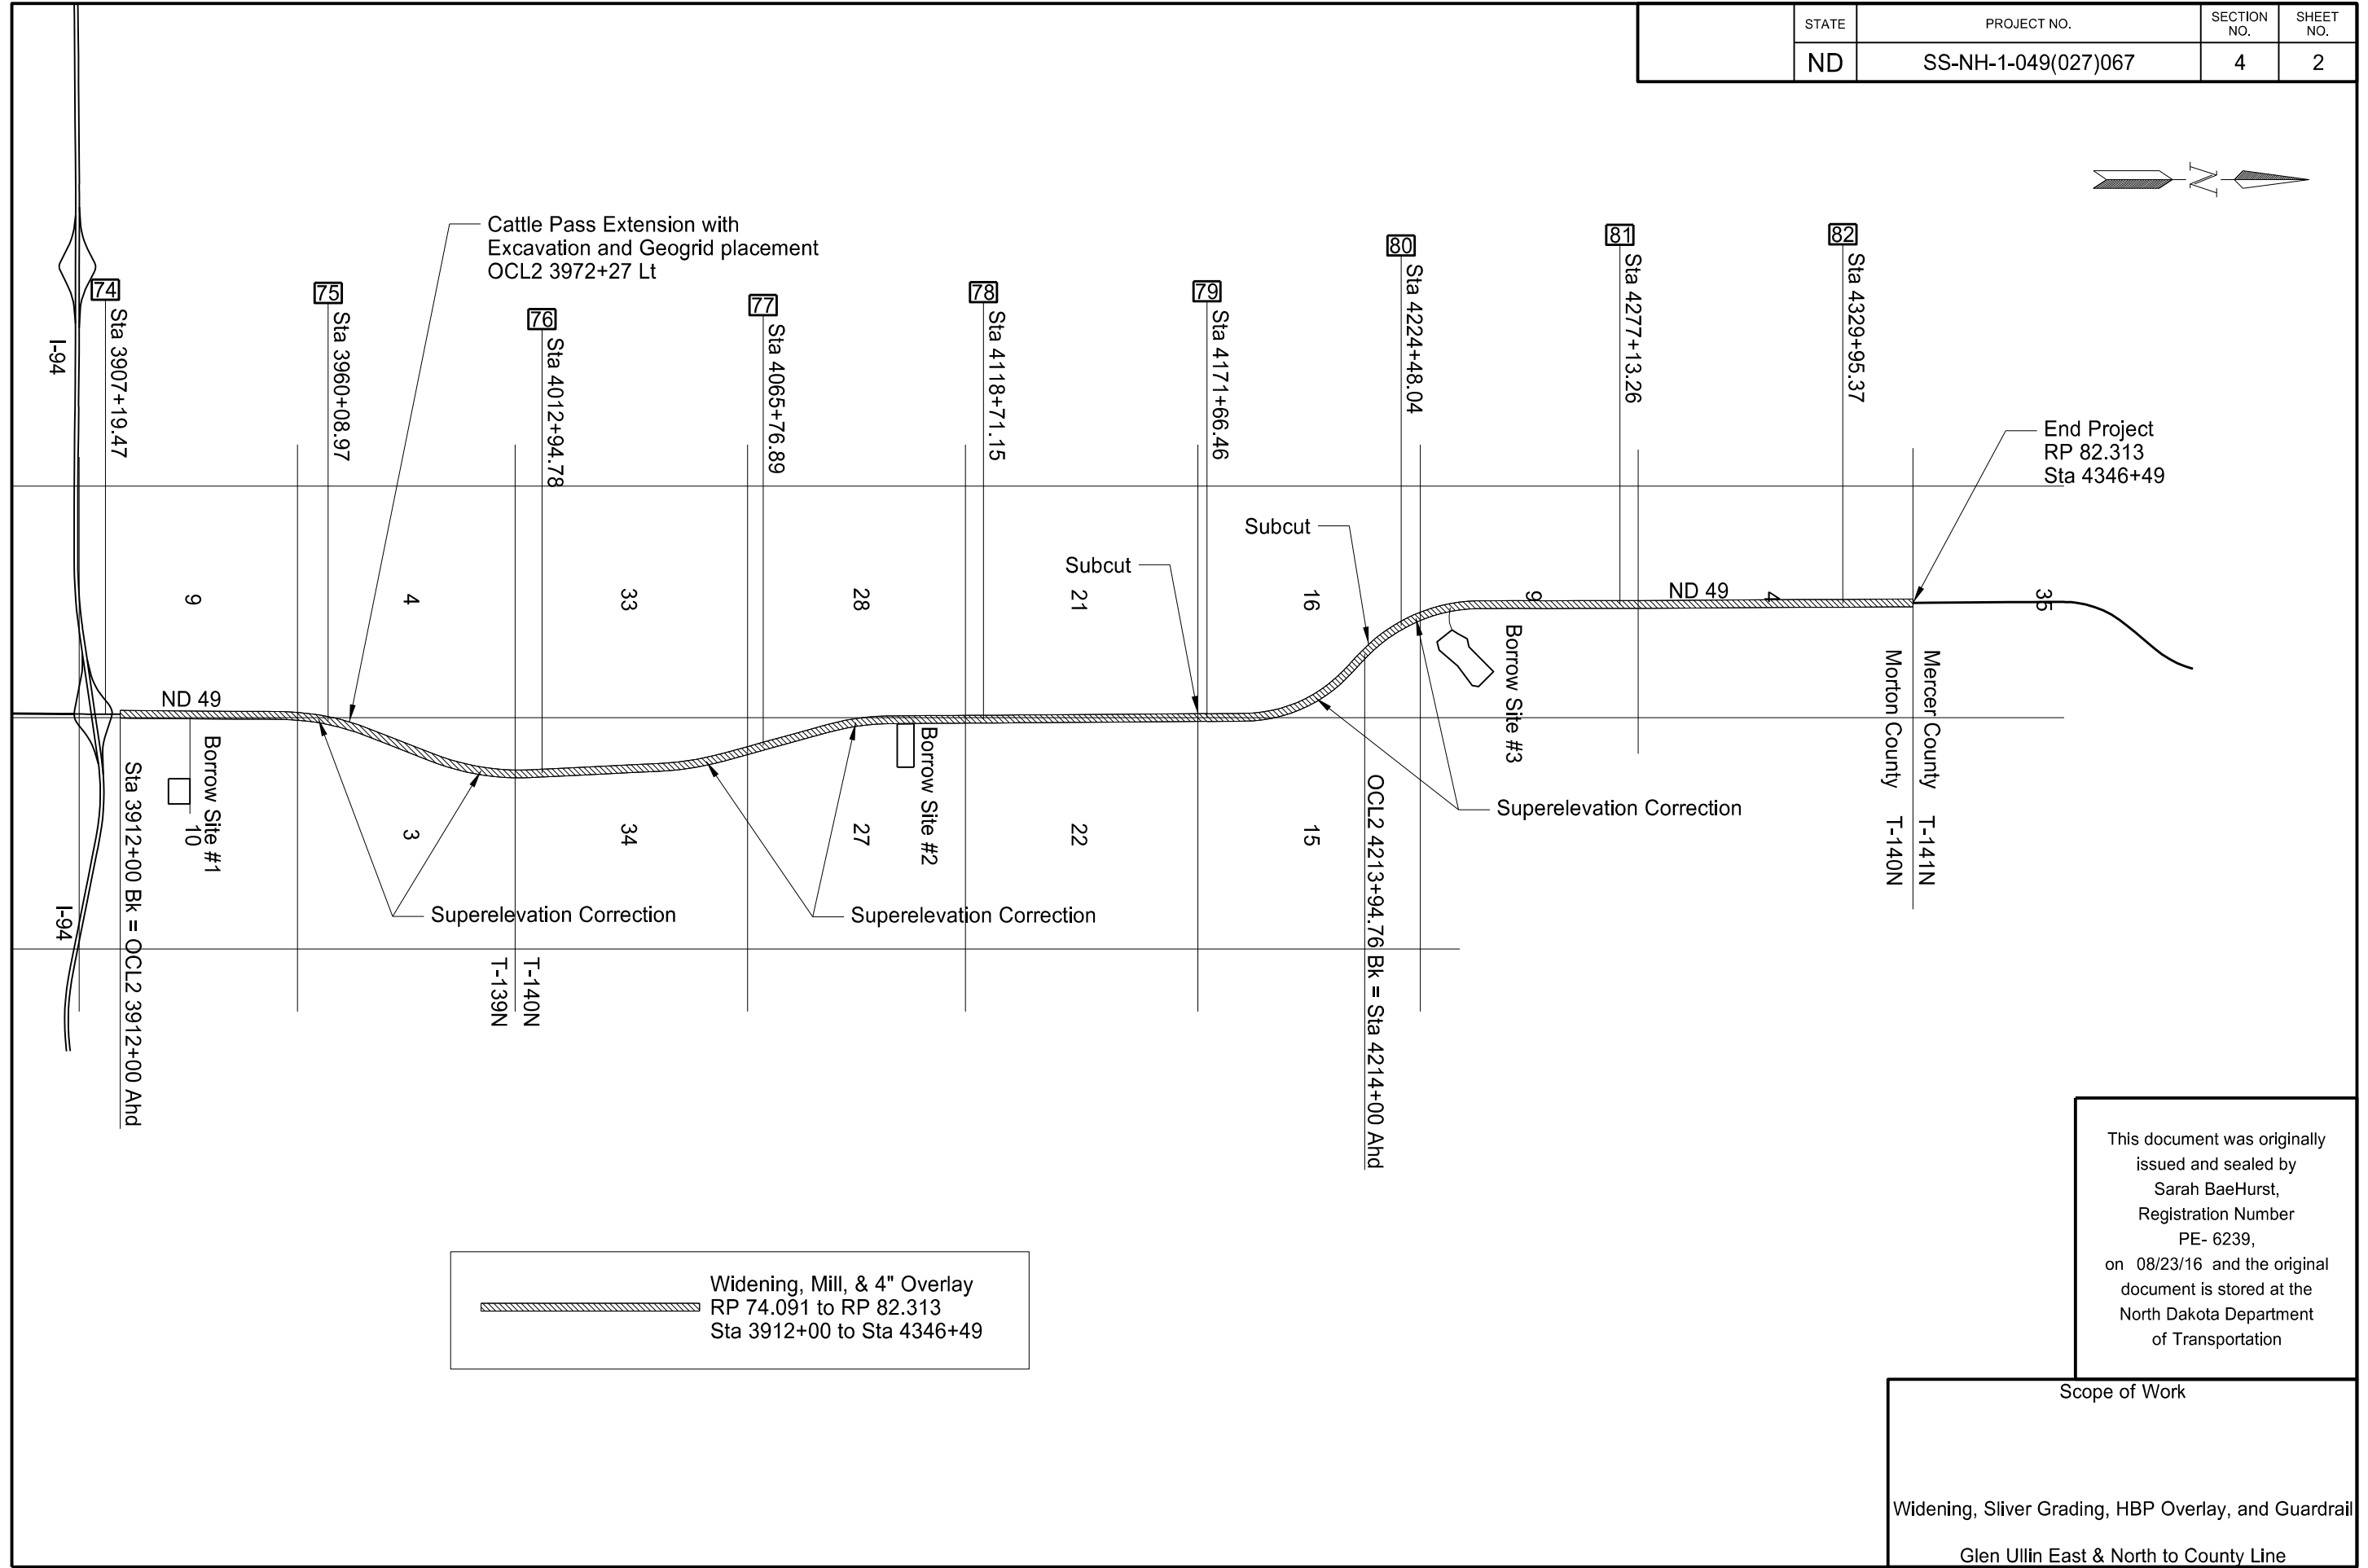 STATE
PROJECT NO.
SECTION NO.
SHEET NO.
ND
SS-NH-1-049(027)067
4
2
N
Cattle Pass Extension with
Excavation and Geogrid placement
OCL2 3972+27 Lt
74
Sta 3907+19.47
75
Sta 3960+08.97
76
Sta 4012+94.78
77
Sta 4065+76.89
78
Sta 4118+71.15
79
Sta 4171+66.46
80
Sta 4224+48.04
81
Sta 4277+13.26
82
Sta 4329+95.37
I-94
End Project
RP 82.313
Sta 4346+49
Subcut
Subcut
9
4
33
28
21
16
9
ND 49
4
35
ND 49
Borrow Site #1
10
3
34
27
Borrow Site #2
22
15
Borrow Site #3
Mercer County T-141N
Morton County T-140N
Superelevation Correction
Superelevation Correction
Superelevation Correction
I-94
Sta 3912+00 Bk = OCL2 3912+00 Ahd
T-140N
T-139N
OCL2 4213+94.76 Bk = Sta 4214+00 Ahd
Widening, Mill, & 4" Overlay
RP 74.091 to RP 82.313
Sta 3912+00 to Sta 4346+49
This document was originally
issued and sealed by
Sarah BaeHurst,
Registration Number
PE- 6239,
on 08/23/16 and the original
document is stored at the
North Dakota Department
of Transportation
Scope of Work
Widening, Sliver Grading, HBP Overlay, and Guardrail
Glen Ullin East & North to County Line